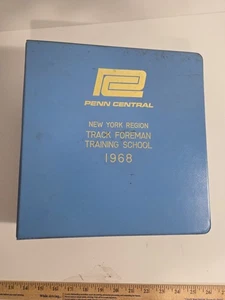 PENN CENTRAL
NEW YORK REGION
TRACK FOREMAN
TRAINING SCHOOL
1968